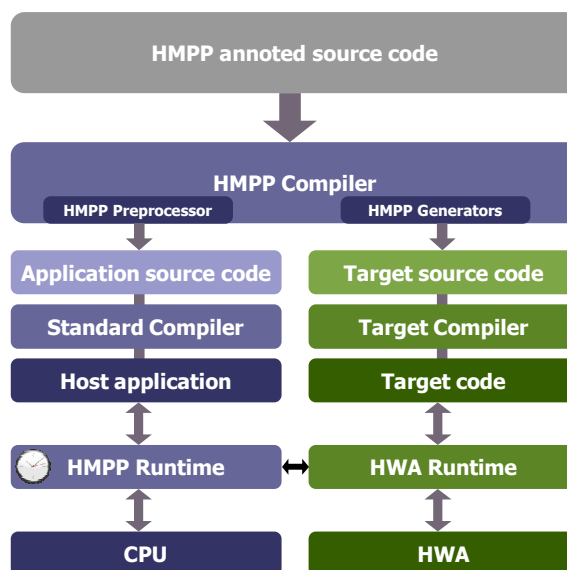 HMPP annoted source code
HMPP Compiler
HMPP Preprocessor
HMPP Generators
Application source code
Target source code
Standard Compiler
Target Compiler
Host application
Target code
HMPP Runtime
HWA Runtime
CPU
HWA